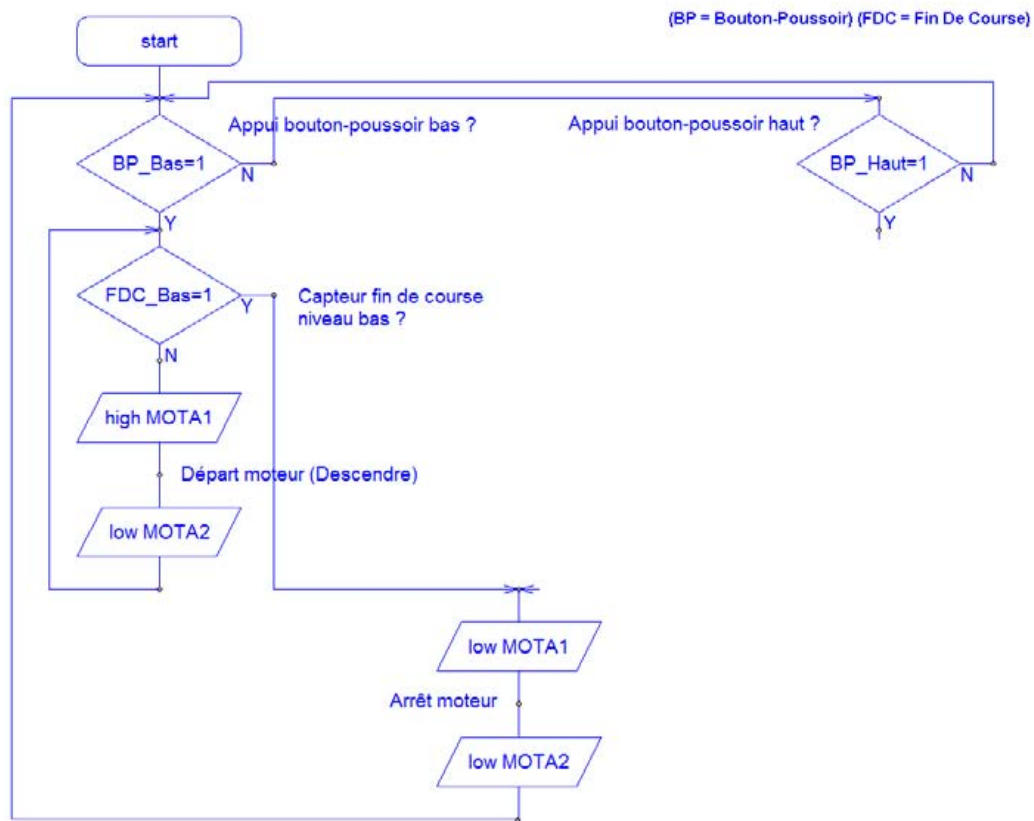 (BP = Bouton-Poussoir) (FDC = Fin De Course)
start
Appui bouton-poussoir bas ?
Appui bouton-poussoir haut ?
BP_Bas=1
N
BP_Haut=1
N
Y
Y
FDC_Bas=1
Y
Capteur fin de course
niveau bas ?
N
high MOTA1
Départ moteur (Descendre)
low MOTA2
low MOTA1
Arrêt moteur
low MOTA2